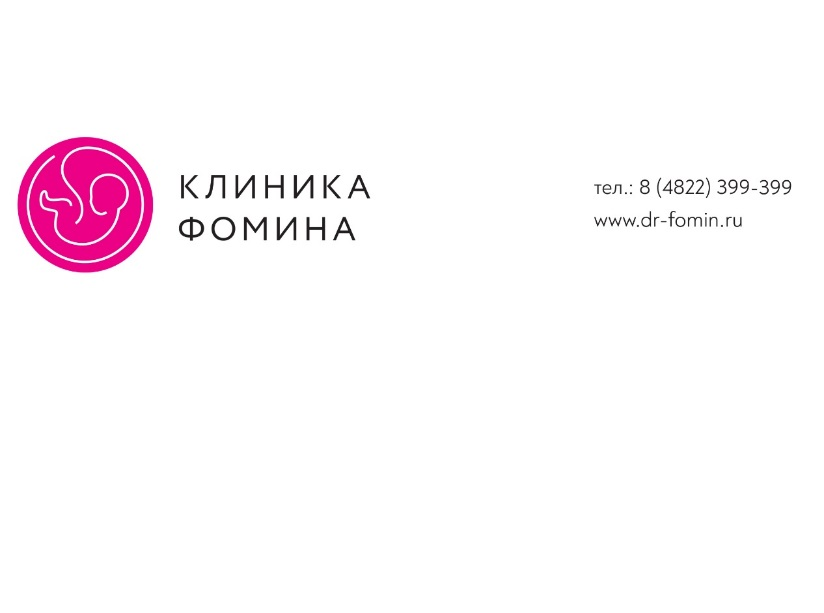 КЛИНИКА
ФОМИНА
тел.: 8 (4822) 399-399
www.dr-fomin.ru